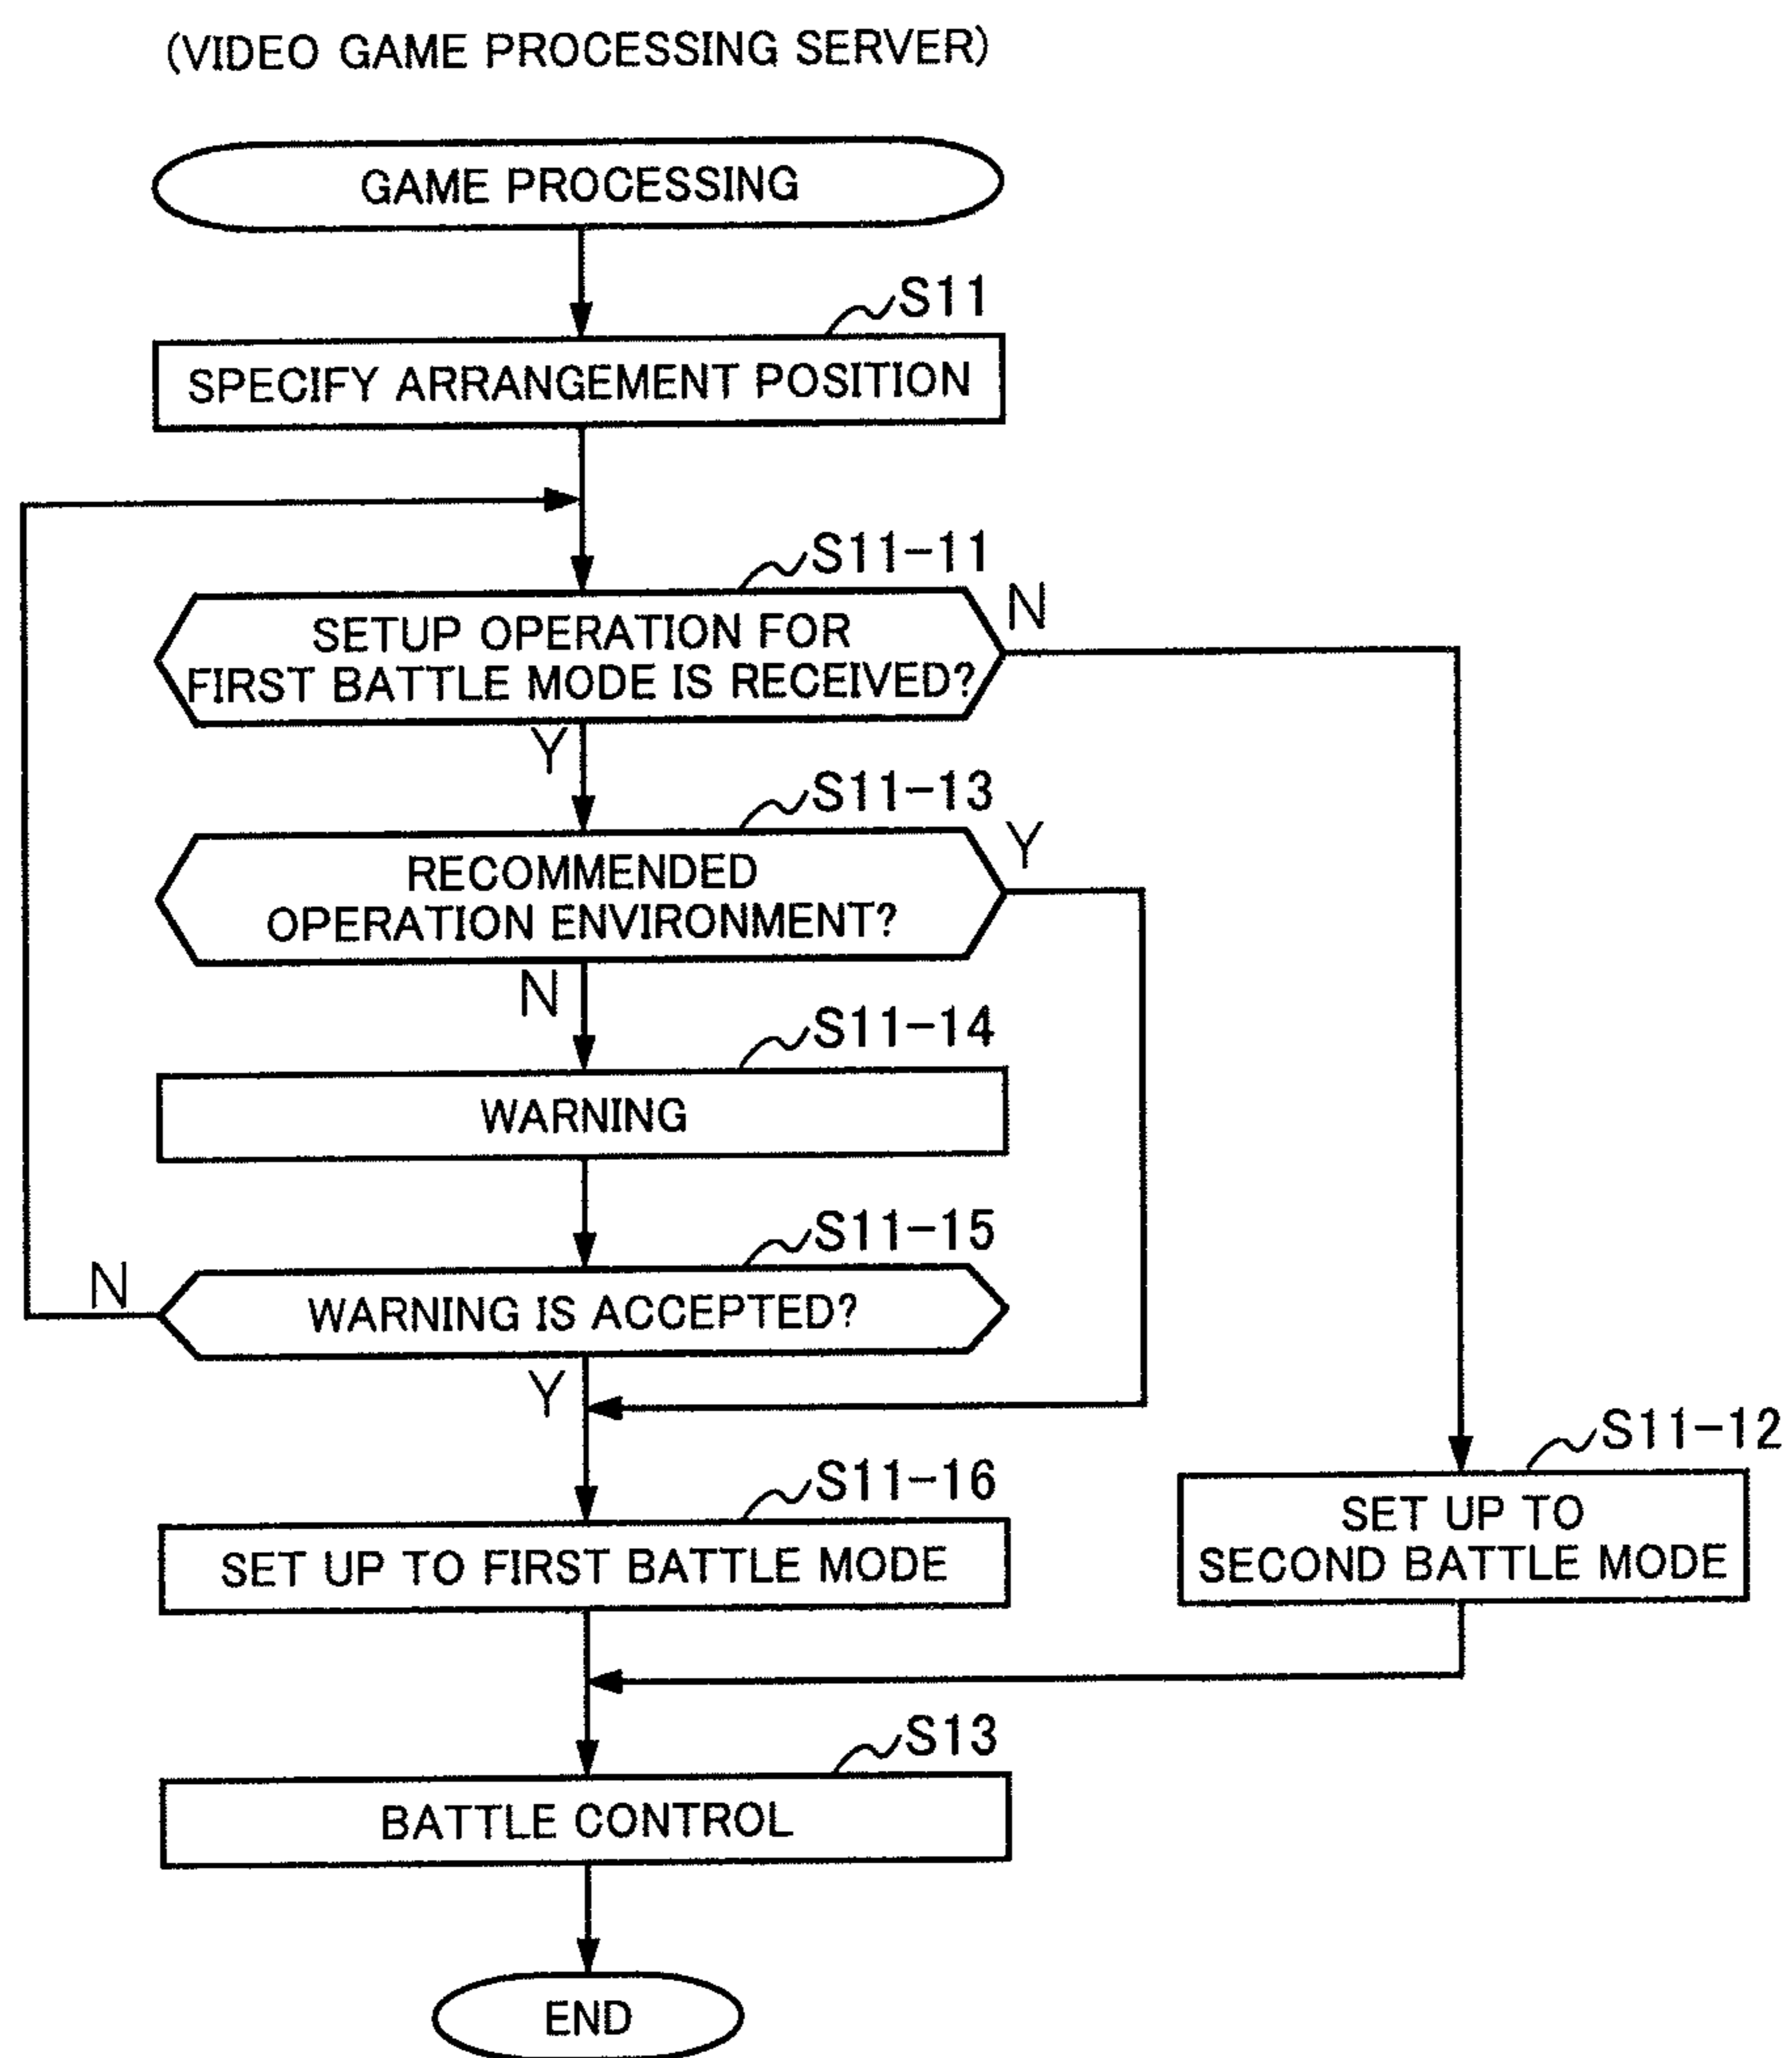 (VIDEO GAME PROCESSING SERVER)
GAME PROCESSING
S11
SPECIFY ARRANGEMENT POSITION
S11-11
SETUP OPERATION FOR
FIRST BATTLE MODE IS RECEIVED?
N
Y
S11-13
RECOMMENDED
OPERATION ENVIRONMENT?
Y
N
S11-14
WARNING
S11-15
WARNING IS ACCEPTED?
N
Y
S11-16
SET UP TO FIRST BATTLE MODE
S11-12
SET UP TO
SECOND BATTLE MODE
S13
BATTLE CONTROL
END